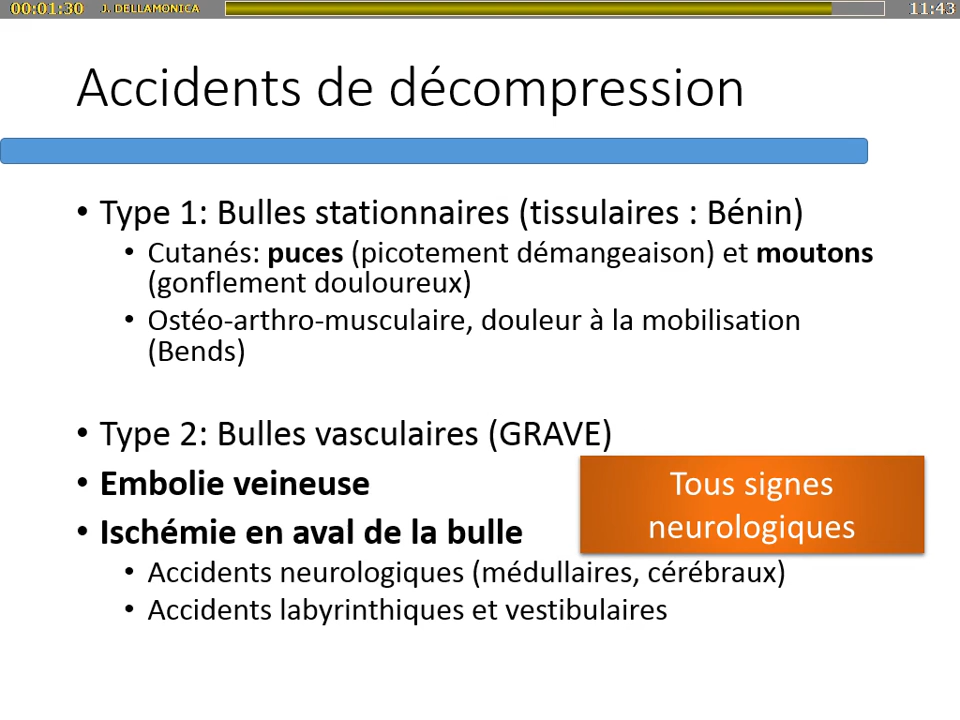 00:01:30 J. DELLAMONICA 11:43
Accidents de décompression
• Type 1: Bulles stationnaires (tissulaires : Bénin)
• Cutanés: puces (picotement démangeaison) et moutons
(gonflement douloureux)
• Ostéo-arthro-musculaire, douleur à la mobilisation
(Bends)
• Type 2: Bulles vasculaires (GRAVE)
• Embolie veineuse
• Ischémie en aval de la bulle
Tous signes
neurologiques
• Accidents neurologiques (médullaires, cérébraux)
• Accidents labyrinthiques et vestibulaires